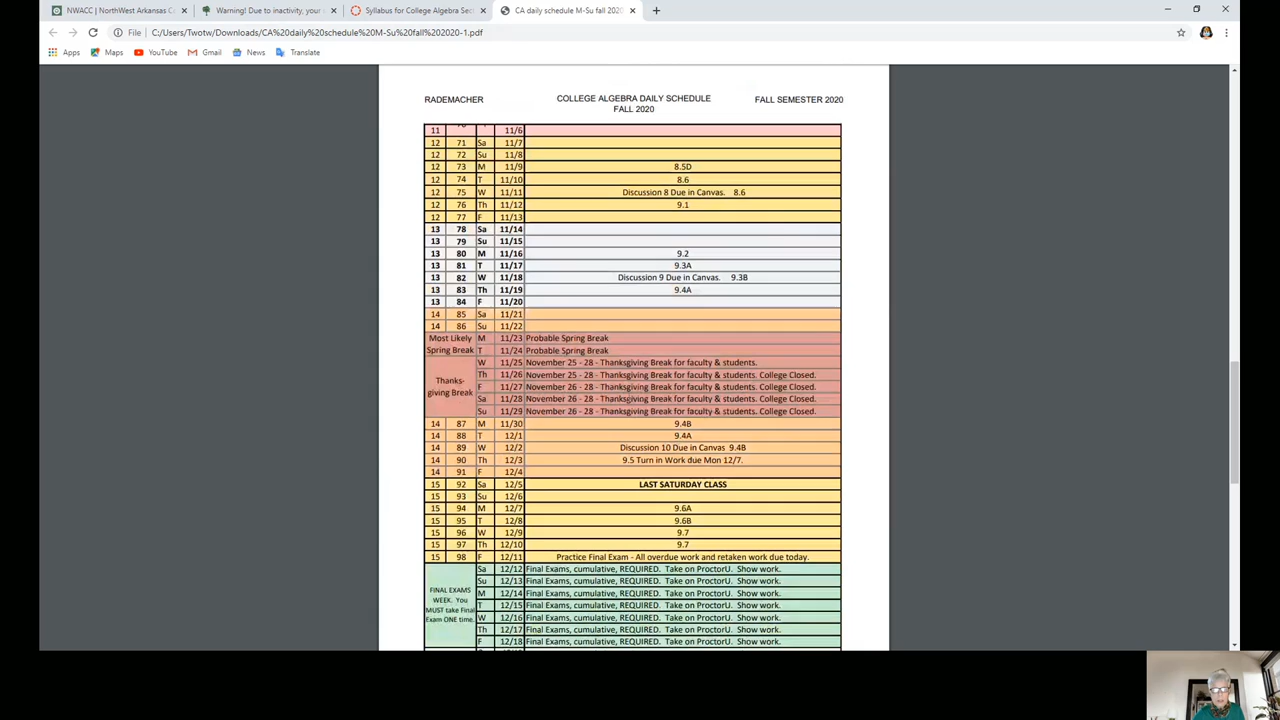 NWACC | NorthWest Arkansas C
Warning! Due to inactivity, your s
Syllabus for College Algebra Sec
CA daily schedule M-Su fall 2020
File
C:/Users/Twotw/Downloads/CA%20daily%20schedule%20M-Su%20fall%202020-1.pdf
Apps Maps YouTube Gmail News Translate
RADEMACHER COLLEGE ALGEBRA DAILY SCHEDULE FALL SEMESTER 2020
FALL 2020
11 11/6
12 71 Sa 11/7
12 72 Su 11/8
12 73 M 11/9 8.5D
12 74 T 11/10 8.6
12 75 W 11/11 Discussion 8 Due in Canvas. 8.6
12 76 Th 11/12 9.1
12 77 F 11/13
13 78 Sa 11/14
13 79 Su 11/15
13 80 M 11/16 9.2
13 81 T 11/17 9.3A
13 82 W 11/18 Discussion 9 Due in Canvas. 9.3B
13 83 Th 11/19 9.4A
13 84 F 11/20
14 85 Sa 11/21
14 86 Su 11/22
Most Likely M 11/23 Probable Spring Break
Spring Break T 11/24 Probable Spring Break
W 11/25 November 25 - 28 - Thanksgiving Break for faculty & students.
Th 11/26 November 25 - 28 - Thanksgiving Break for faculty & students. College Closed.
Thanks- F 11/27 November 26 - 28 - Thanksgiving Break for faculty & students. College Closed.
giving Break Sa 11/28 November 26 - 28 - Thanksgiving Break for faculty & students. College Closed.
Su 11/29 November 26 - 28 - Thanksgiving Break for faculty & students. College Closed.
14 87 M 11/30 9.4B
14 88 T 12/1 9.4A
14 89 W 12/2 Discussion 10 Due in Canvas 9.4B
14 90 Th 12/3 9.5 Turn in Work due Mon 12/7.
14 91 F 12/4
15 92 Sa 12/5 LAST SATURDAY CLASS
15 93 Su 12/6
15 94 M 12/7 9.6A
15 95 T 12/8 9.6B
15 96 W 12/9 9.7
15 97 Th 12/10 9.7
15 98 F 12/11 Practice Final Exam - All overdue work and retaken work due today.
Sa 12/12 Final Exams, cumulative, REQUIRED. Take on ProctorU. Show work.
Su 12/13 Final Exams, cumulative, REQUIRED. Take on ProctorU. Show work.
FINAL EXAMS M 12/14 Final Exams, cumulative, REQUIRED. Take on ProctorU. Show work.
WEEK. You T 12/15 Final Exams, cumulative, REQUIRED. Take on ProctorU. Show work.
MUST take Final W 12/16 Final Exams, cumulative, REQUIRED. Take on ProctorU. Show work.
Exam ONE time. Th 12/17 Final Exams, cumulative, REQUIRED. Take on ProctorU. Show work.
F 12/18 Final Exams, cumulative, REQUIRED. Take on ProctorU. Show work.